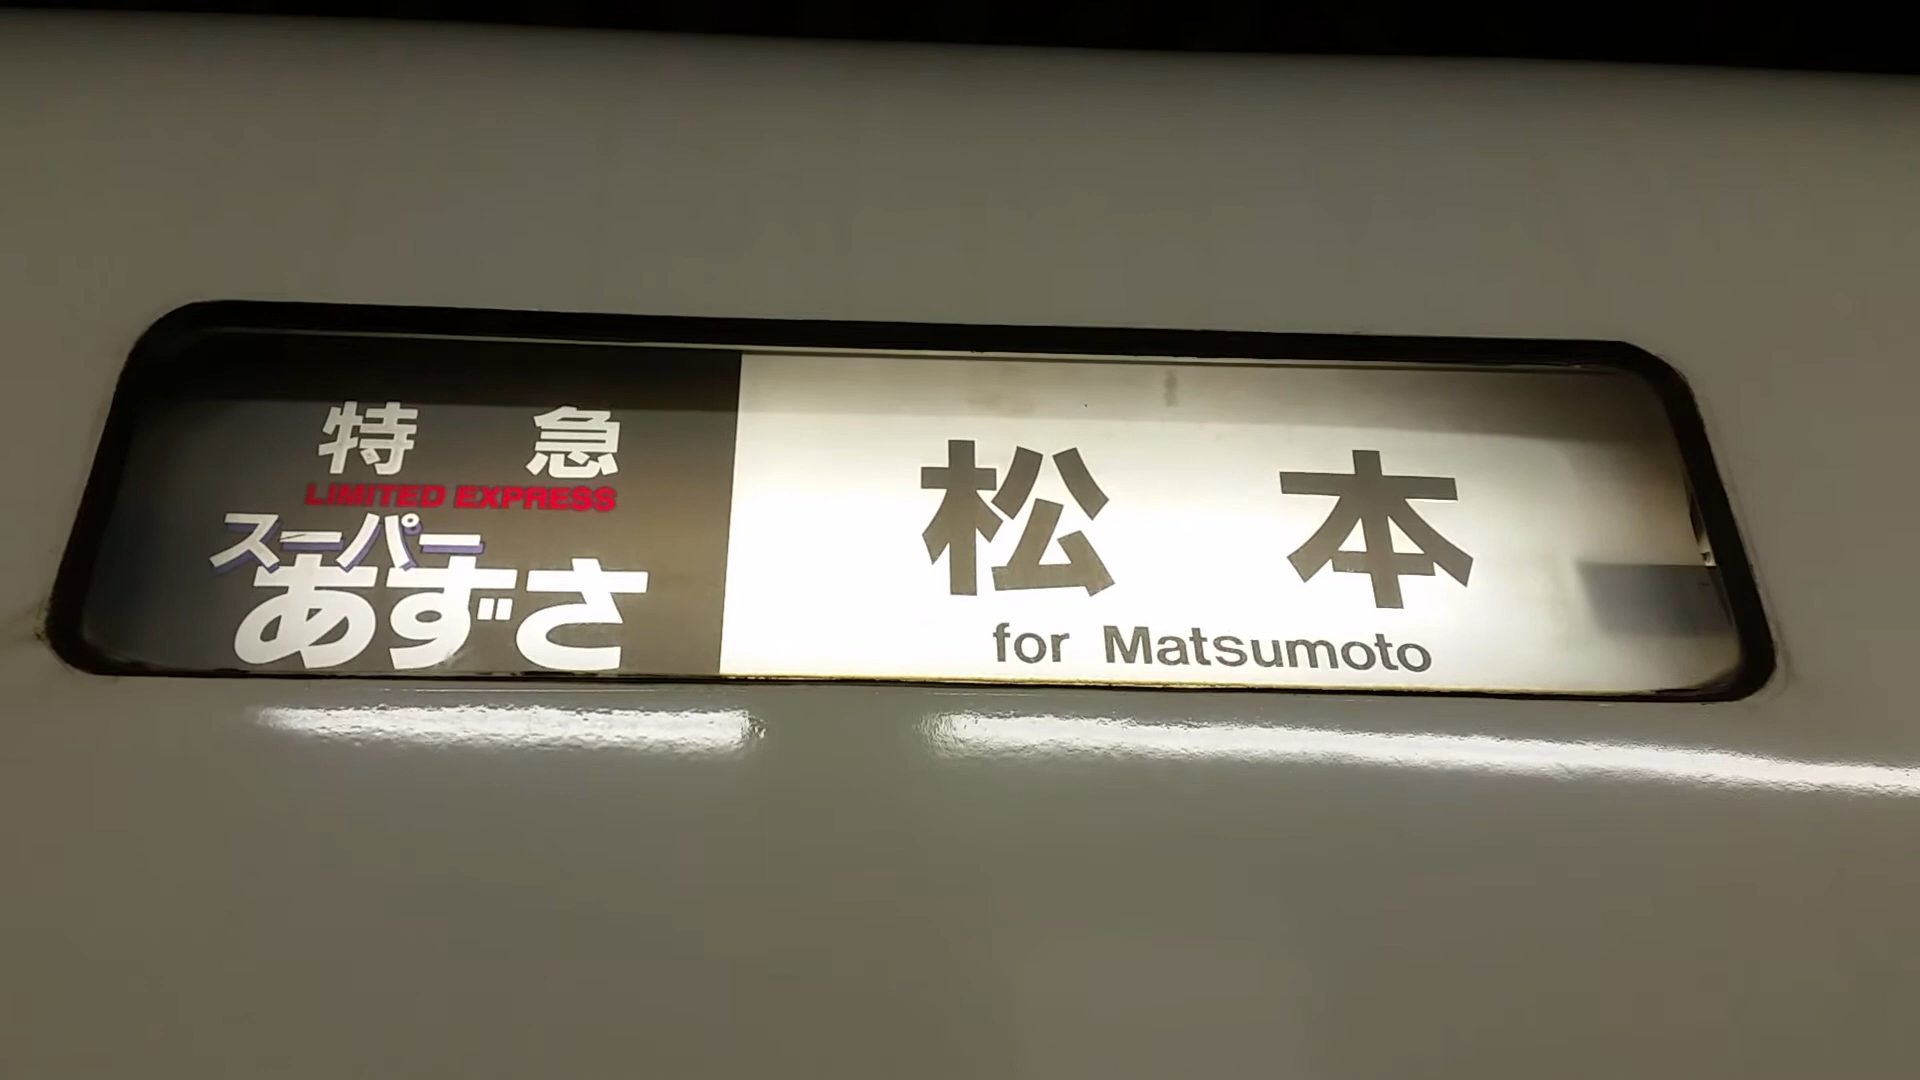 特 急
LIMITED EXPRESS
スーパー
あずさ
松 本
for Matsumoto